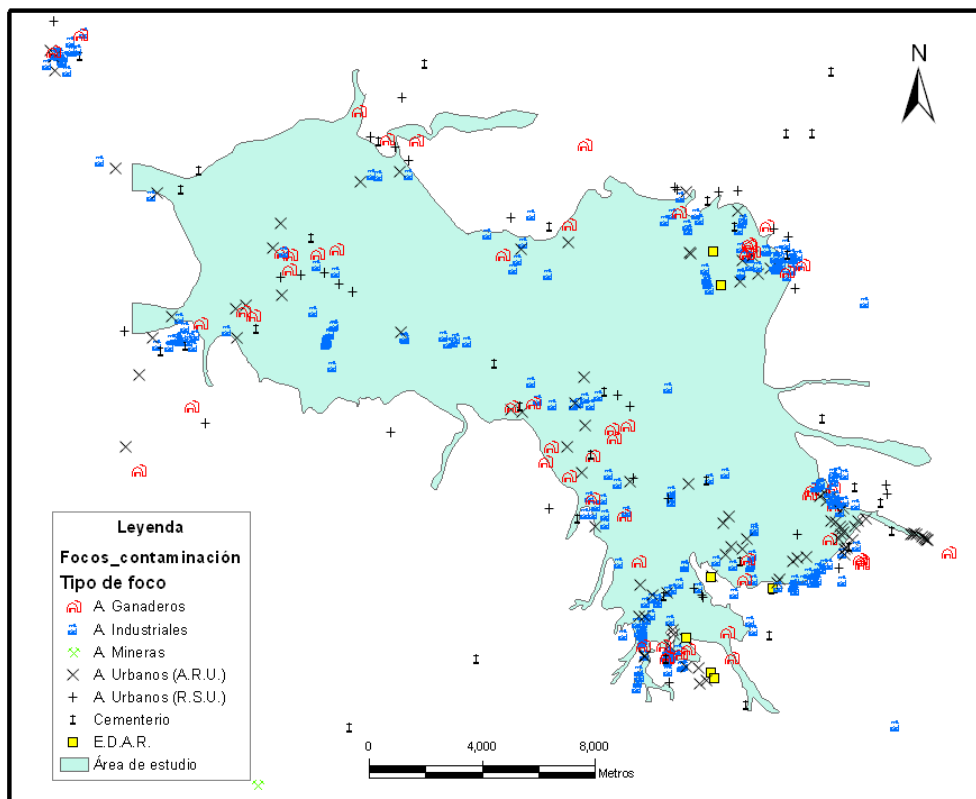 N
Leyenda
Focos_contaminación
Tipo de foco
A. Ganaderos
A. Industriales
A. Mineras
A. Urbanos (A.R.U.)
A. Urbanos (R.S.U.)
Cementerio
E.D.A.R.
Área de estudio
0 4,000 8,000
Metros